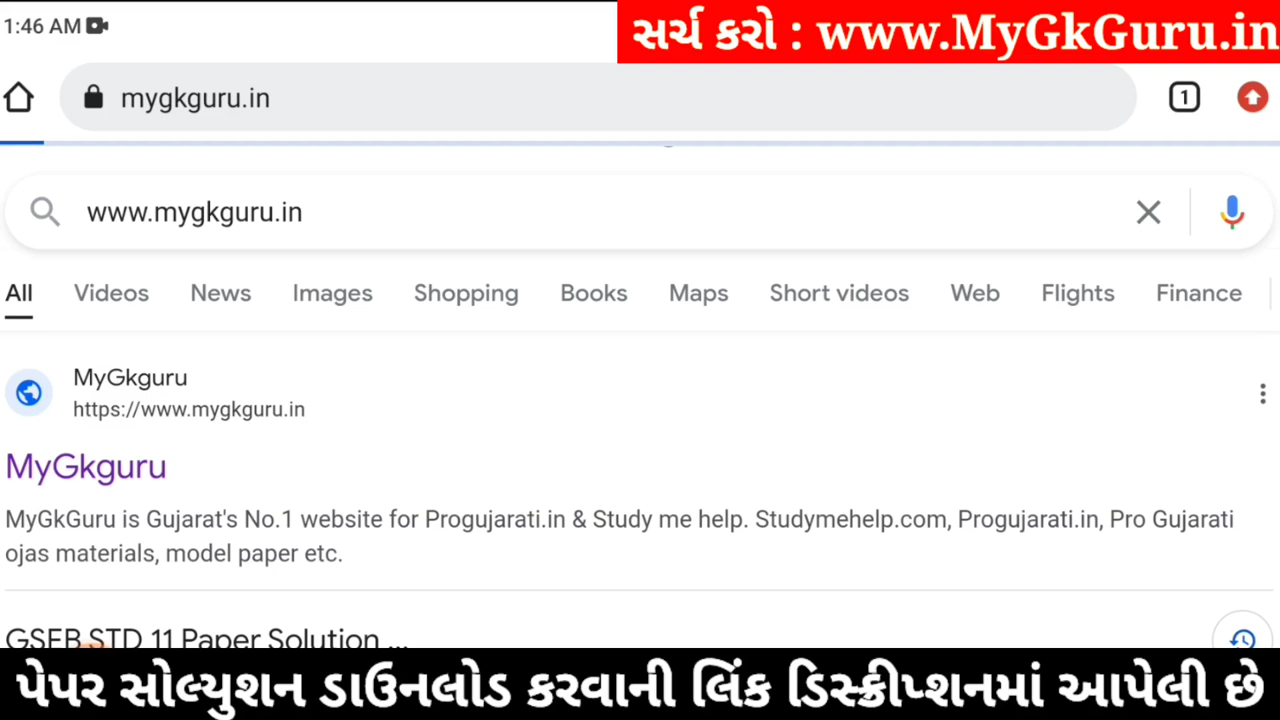 1:46 AM
સર્ચ કરો : www.MyGkGuru.in
mygkguru.in
1
www.mygkguru.in
All Videos News Images Shopping Books Maps Short videos Web Flights Finance
MyGkguru
https://www.mygkguru.in
MyGkguru
MyGkGuru is Gujarat's No.1 website for Progujarati.in & Study me help. Studymehelp.com, Progujarati.in, Pro Gujarati
ojas materials, model paper etc.
GSEB STD 11 Paper Solution ...
પેપર સોલ્યુશન ડાઉનલોડ કરવાની લિંક ડિસ્ક્રીપ્શનમાં આપેલી છે